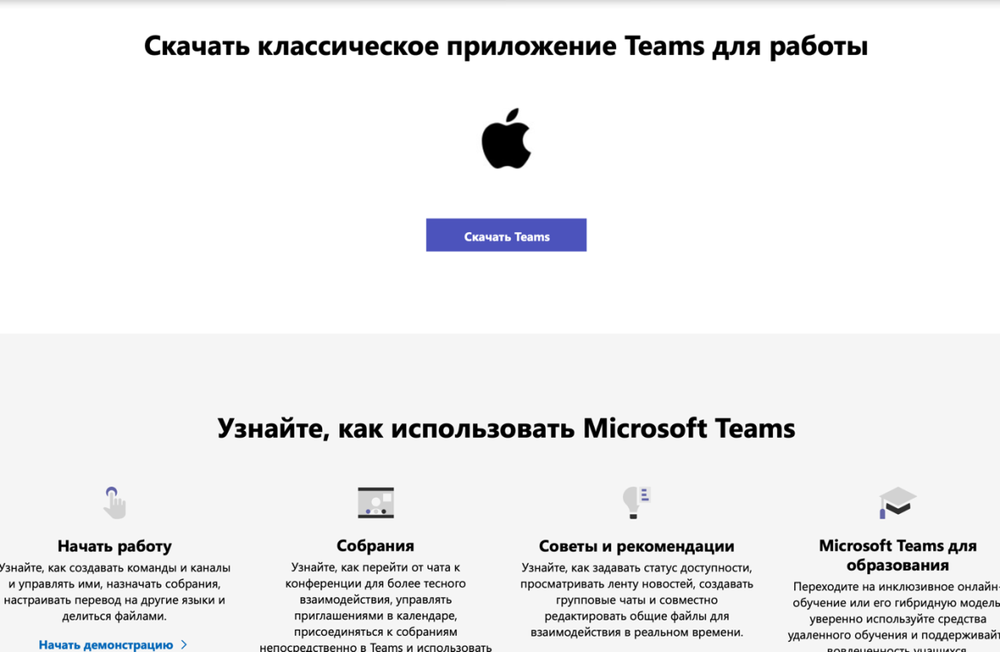 Скачать классическое приложение Teams для работы
Скачать Teams
Узнайте, как использовать Microsoft Teams
Начать работу
Узнайте, как создавать команды и каналы
и управлять ими, назначать собрания,
настраивать перевод на другие языки и
делиться файлами.
Начать демонстрацию
Собрания
Узнайте, как перейти от чата к
конференции для более тесного
взаимодействия, управлять
приглашениями в календаре,
присоединяться к собраниям
непосредственно в Teams и использовать
Советы и рекомендации
Узнайте, как задавать статус доступности,
просматривать ленту новостей, создавать
групповые чаты и совместно
редактировать общие файлы для
взаимодействия в реальном времени.
Microsoft Teams для
образования
Переходите на инклюзивное онлайн-
обучение или его гибридную модель
уверенно используйте средства
удаленного обучения и поддерживайт
вовлеченность учащихся